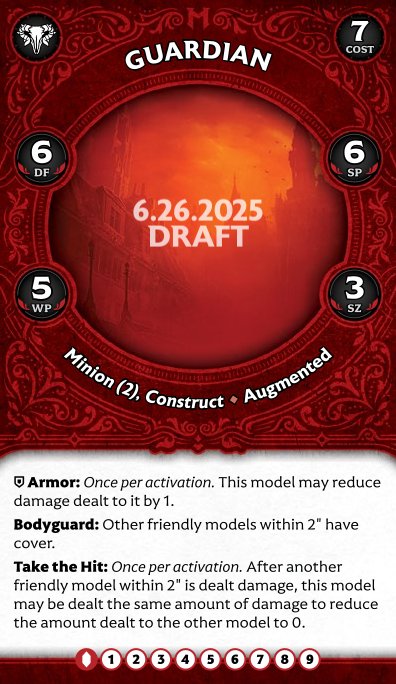 M
GUARDIAN
7
COST
6
DF
6
SP
6.26.2025
DRAFT
5
WP
3
SZ
Minion (2), Construct • Augmented
Armor: Once per activation. This model may reduce
damage dealt to it by 1.
Bodyguard: Other friendly models within 2" have
cover.
Take the Hit: Once per activation. After another
friendly model within 2" is dealt damage, this model
may be dealt the same amount of damage to reduce
the amount dealt to the other model to 0.
1 2 3 4 5 6 7 8 9